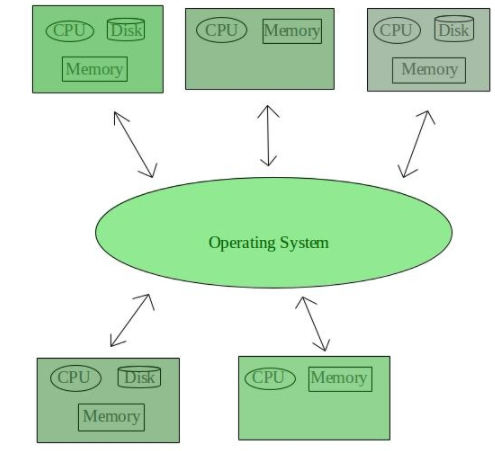 CPU Disk
Memory
CPU Memory
CPU Disk
Memory
Operating System
CPU Disk
Memory
CPU Memory